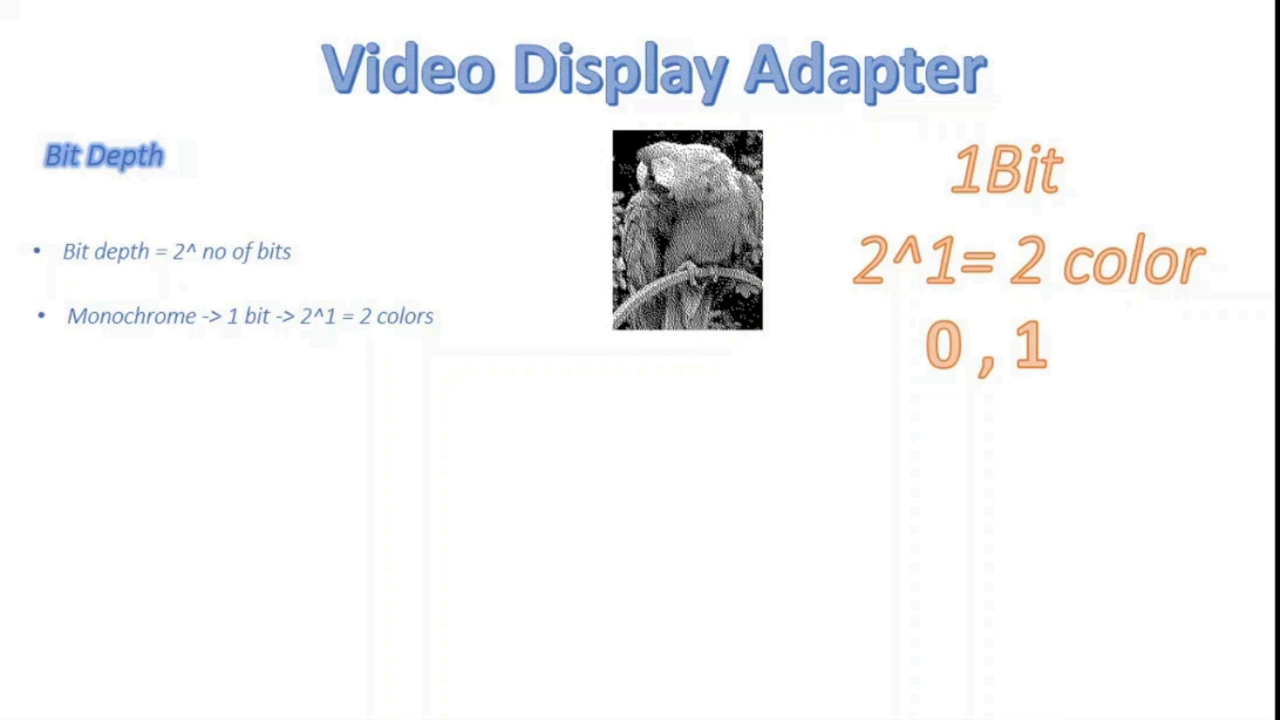 Video Display Adapter
Bit Depth
• Bit depth = 2^ no of bits
• Monochrome -> 1 bit -> 2^1 = 2 colors
1Bit
2^1= 2 color
0 , 1